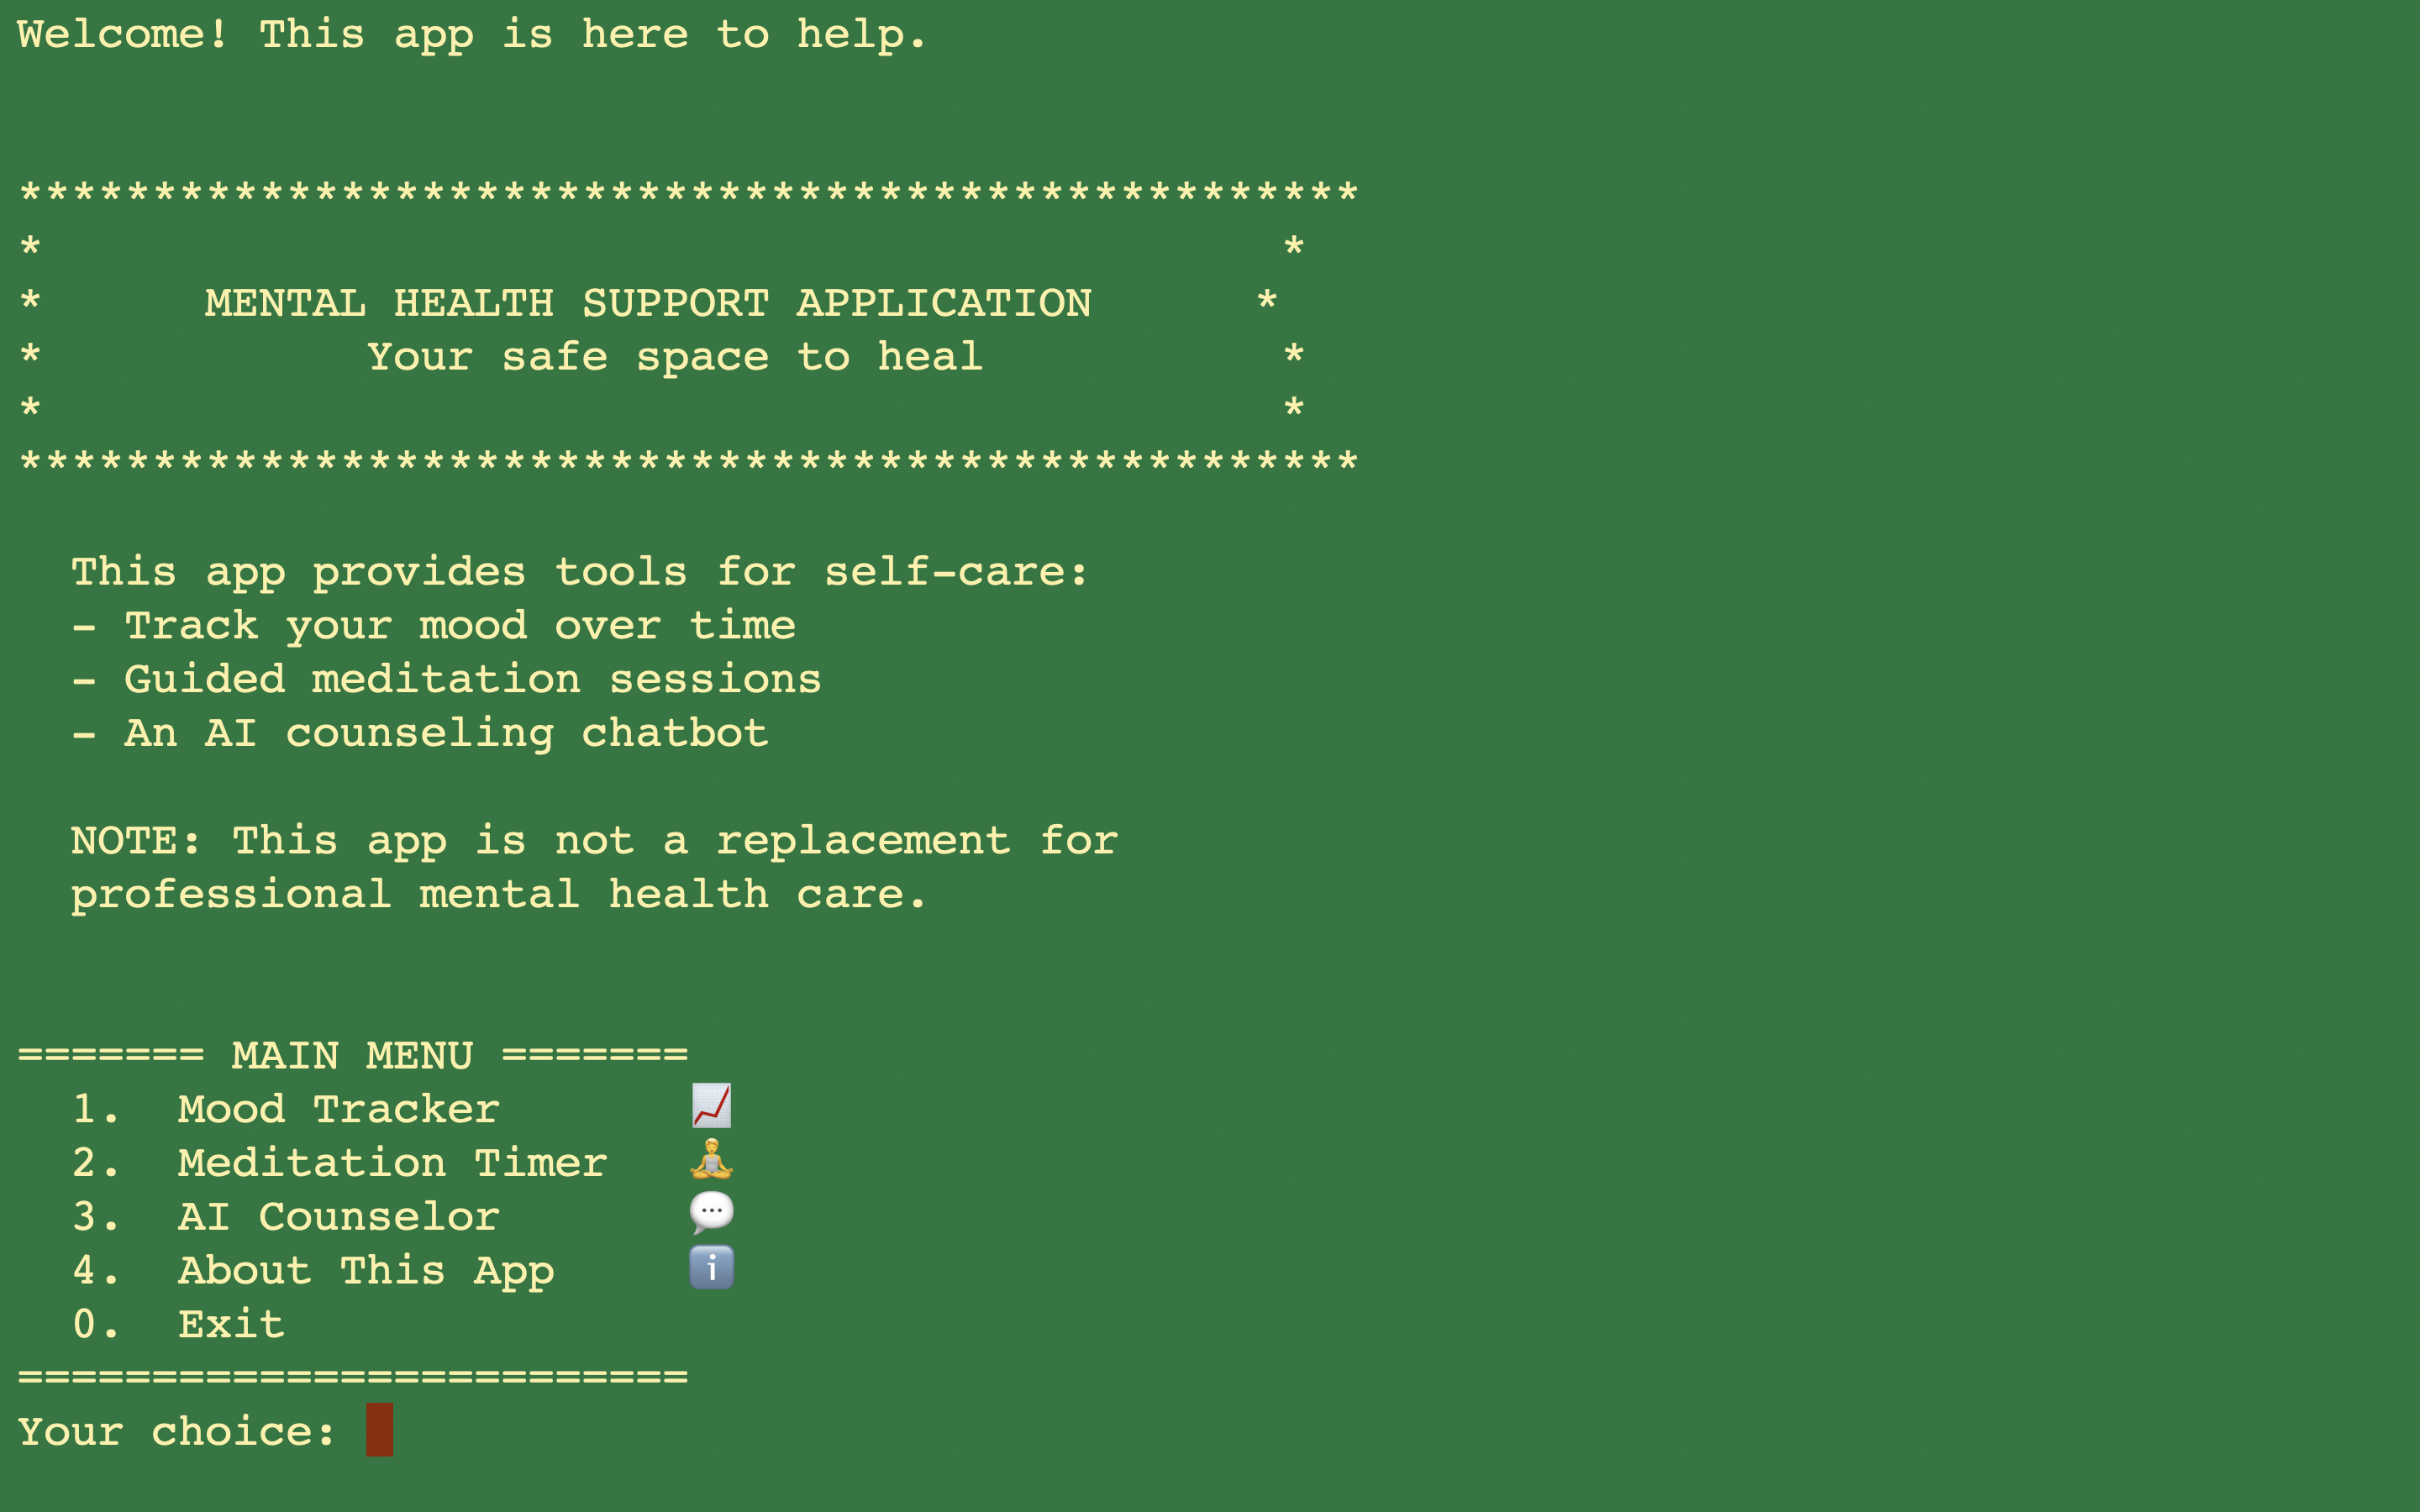 Welcome! This app is here to help.
**************************************************
*                                               *
*      MENTAL HEALTH SUPPORT APPLICATION      *
*            Your safe space to heal           *
*                                               *
**************************************************
  This app provides tools for self-care:
  - Track your mood over time
  - Guided meditation sessions
  - An AI counseling chatbot
  NOTE: This app is not a replacement for
  professional mental health care.
======= MAIN MENU =======
  1.  Mood Tracker       📈
  2.  Meditation Timer   🧘
  3.  AI Counselor       💬
  4.  About This App     ℹ️
  0.  Exit
=========================
Your choice: